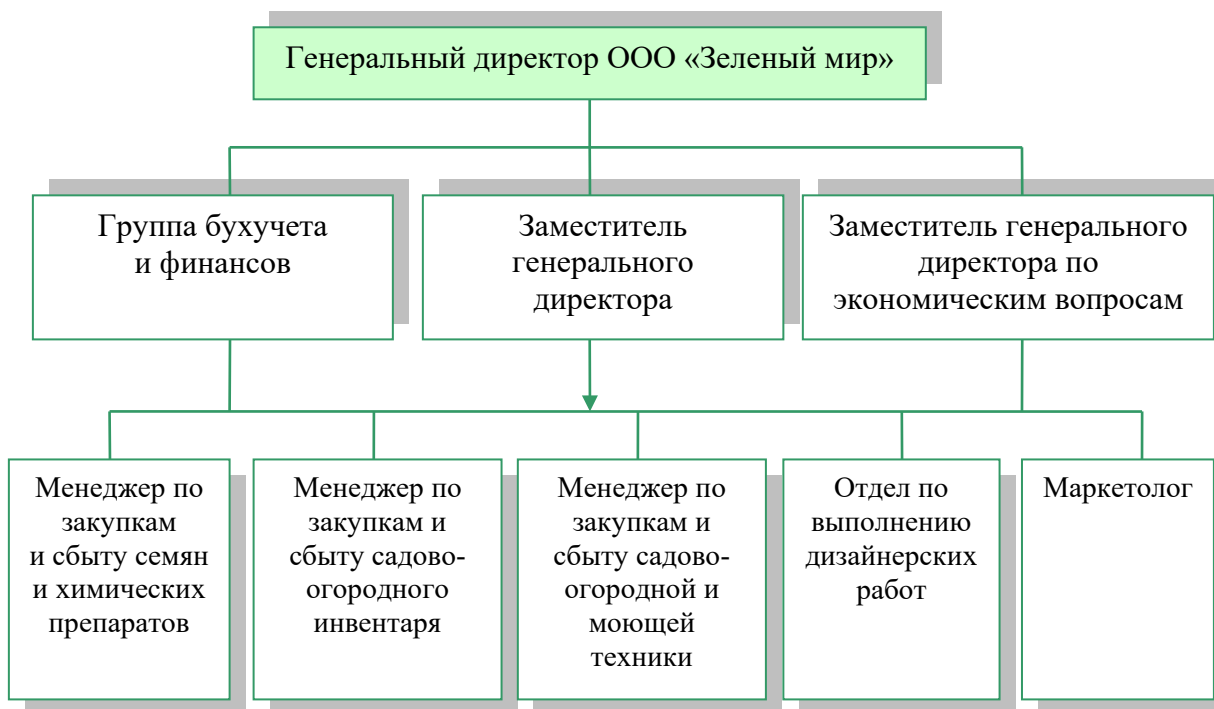 Генеральный директор ООО «Зеленый мир»
Группа бухучета
и финансов
Заместитель
генерального
директора
Заместитель генерального
директора по
экономическим вопросам
Менеджер по
закупкам
и сбыту семян
и химических
препаратов
Менеджер по
закупкам и
сбыту садово-
огородного
инвентаря
Менеджер по
закупкам и
сбыту садово-
огородной и
моющей
техники
Отдел по
выполнению
дизайнерских
работ
Маркетолог